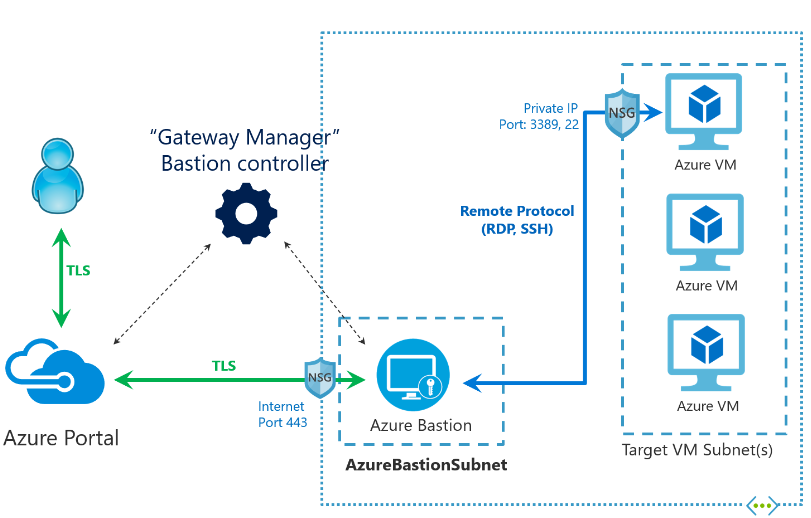 Private IP
Port: 3389, 22
NSG
Azure VM
"Gateway Manager"
Bastion controller
Remote Protocol
(RDP, SSH)
TLS
Azure VM
TLS
NSG
Internet
Port 443
Azure Portal
Azure Bastion
AzureBastionSubnet
Azure VM
Target VM Subnet(s)